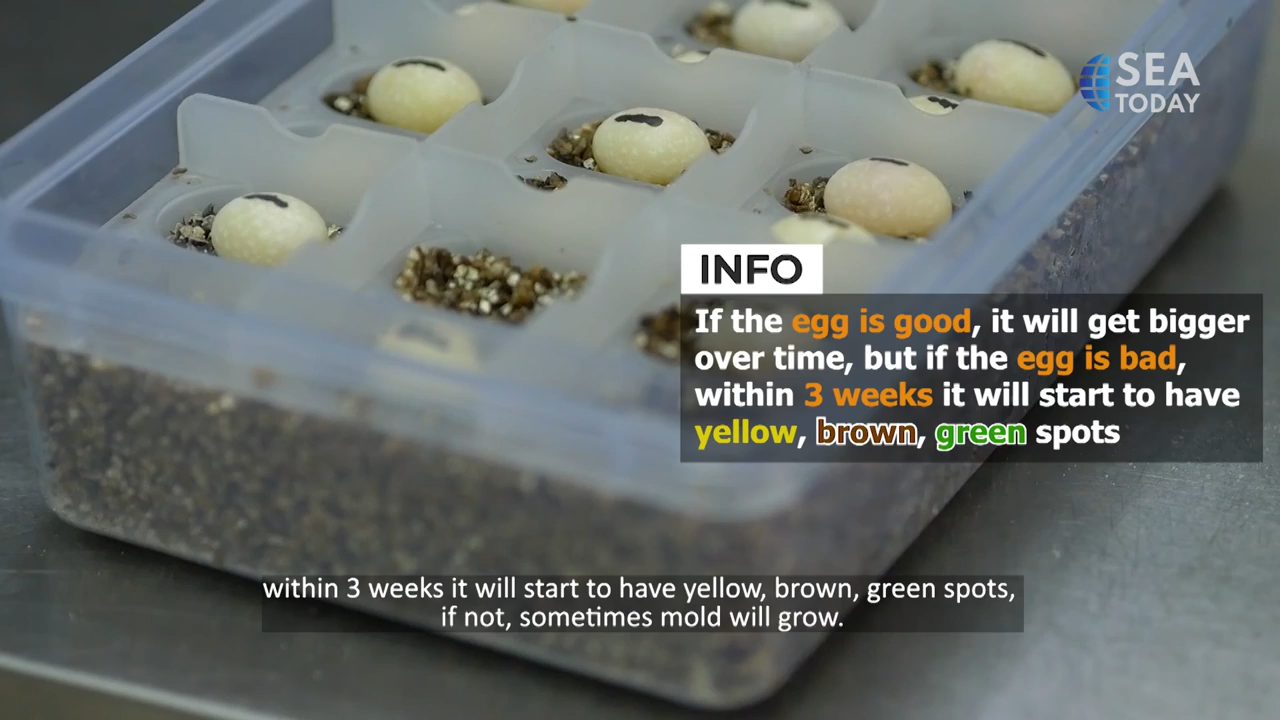 SEA
TODAY
INFO
If the egg is good, it will get bigger
over time, but if the egg is bad,
within 3 weeks it will start to have
yellow, brown, green spots
within 3 weeks it will start to have yellow, brown, green spots,
if not, sometimes mold will grow.